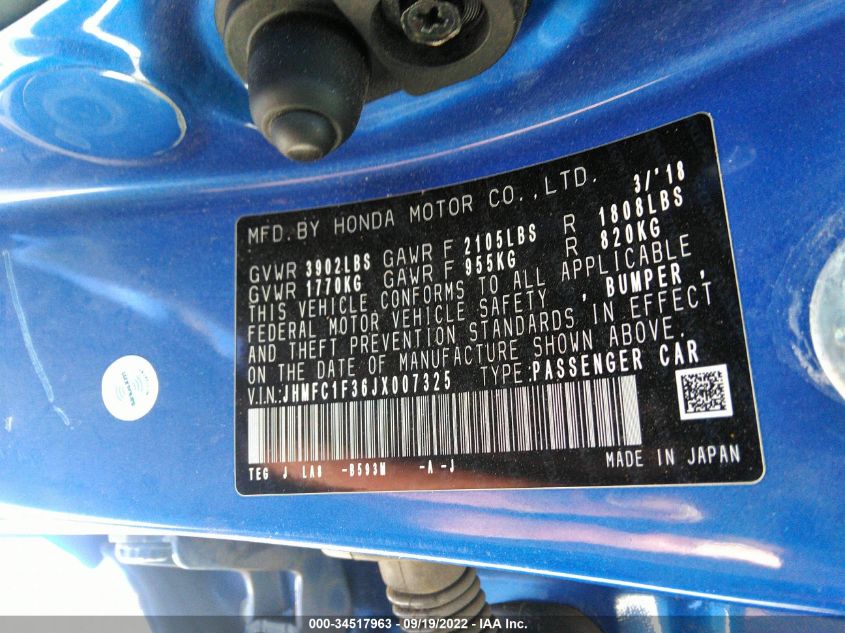 MFD. BY HONDA MOTOR CO., LTD. 3/'18
GVWR 3902LBS GAWR F 2105LBS R 1808LBS
GVWR 1770KG GAWR F 955KG R 820KG
THIS VEHICLE CONFORMS TO ALL APPLICABLE
FEDERAL MOTOR VEHICLE SAFETY , BUMPER ,
AND THEFT PREVENTION STANDARDS IN EFFECT
ON THE DATE OF MANUFACTURE SHOWN ABOVE.
V.I.N: JHMFC1F36JX007325 TYPE: PASSENGER CAR
TEG J LA0 -B593M -A -J MADE IN JAPAN
000-34517963 - 09/19/2022 - IAA Inc.